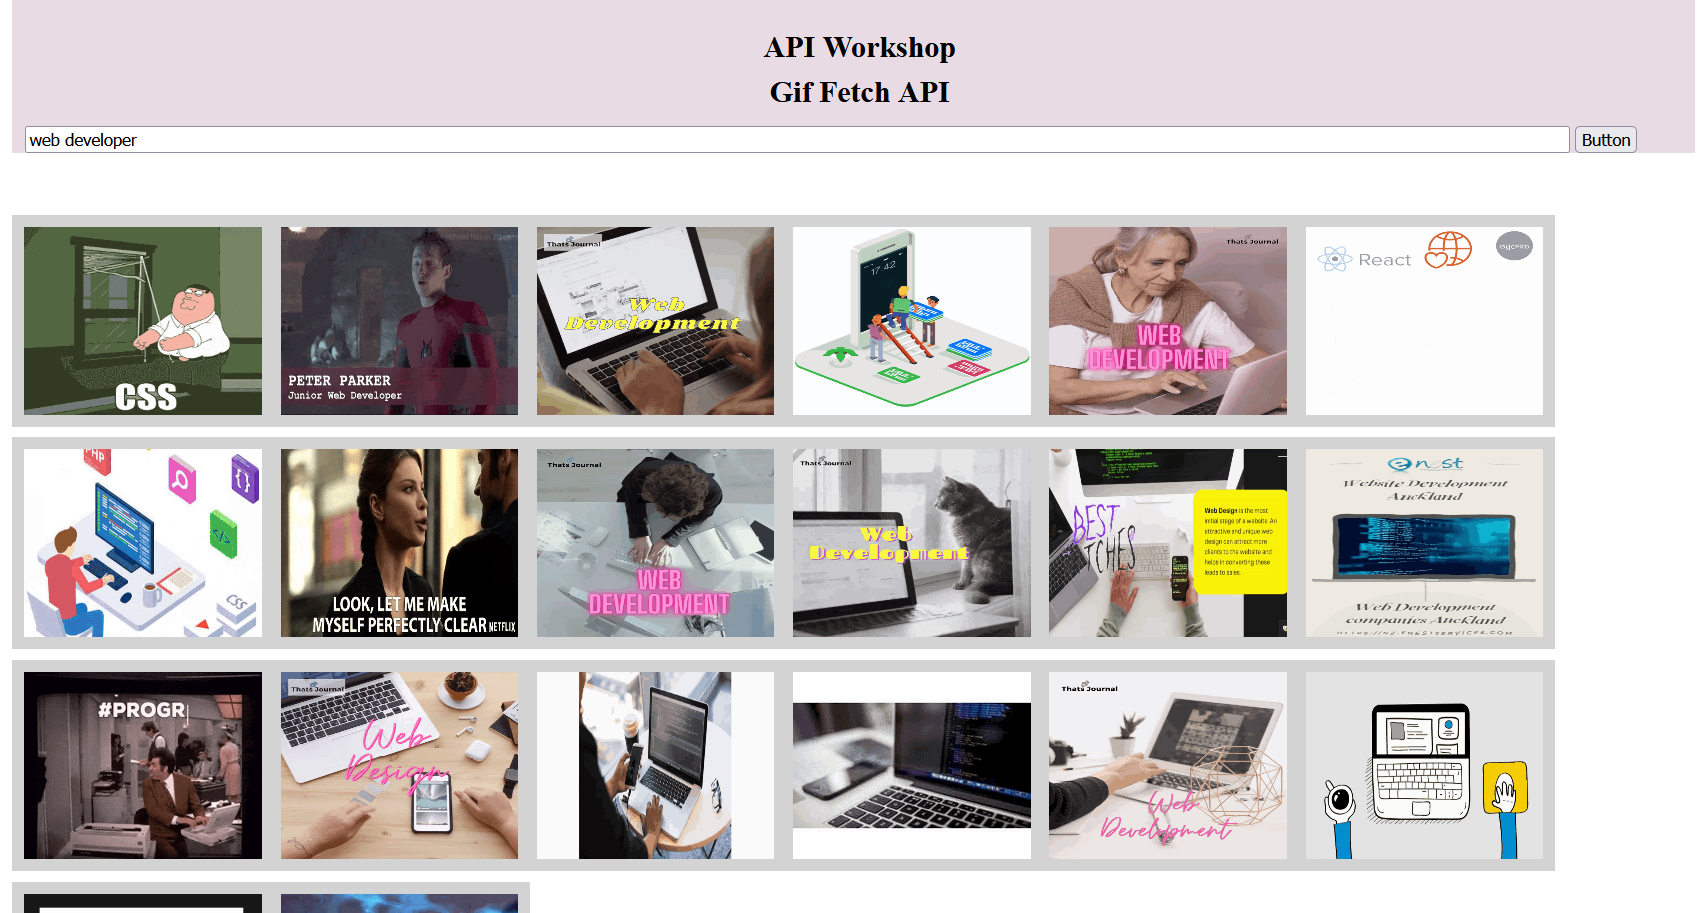 API Workshop
Gif Fetch API
web developer
Button
CSS
PETER PARKER
Junior Web Developer
Thats Journal
Web
Development
17:42
Thats Journal
WEB
DEVELOPMENT
React
PHP
CSS
LOOK, LET ME MAKE
MYSELF PERFECTLY CLEAR
NETFLIX
Thats Journal
WEB
DEVELOPMENT
Thats Journal
Web
Development
BEST
TCHES
Web Design is the most
initial stage of a website. An
attractive and unique web
design can attract more
clients to the website and
helps in converting these
leads to sales.
enest
Website Development
Auckland
Web Development
companies Auckland
#PROGR
Thats Journal
Web
Design
Thats Journal
Web
Development